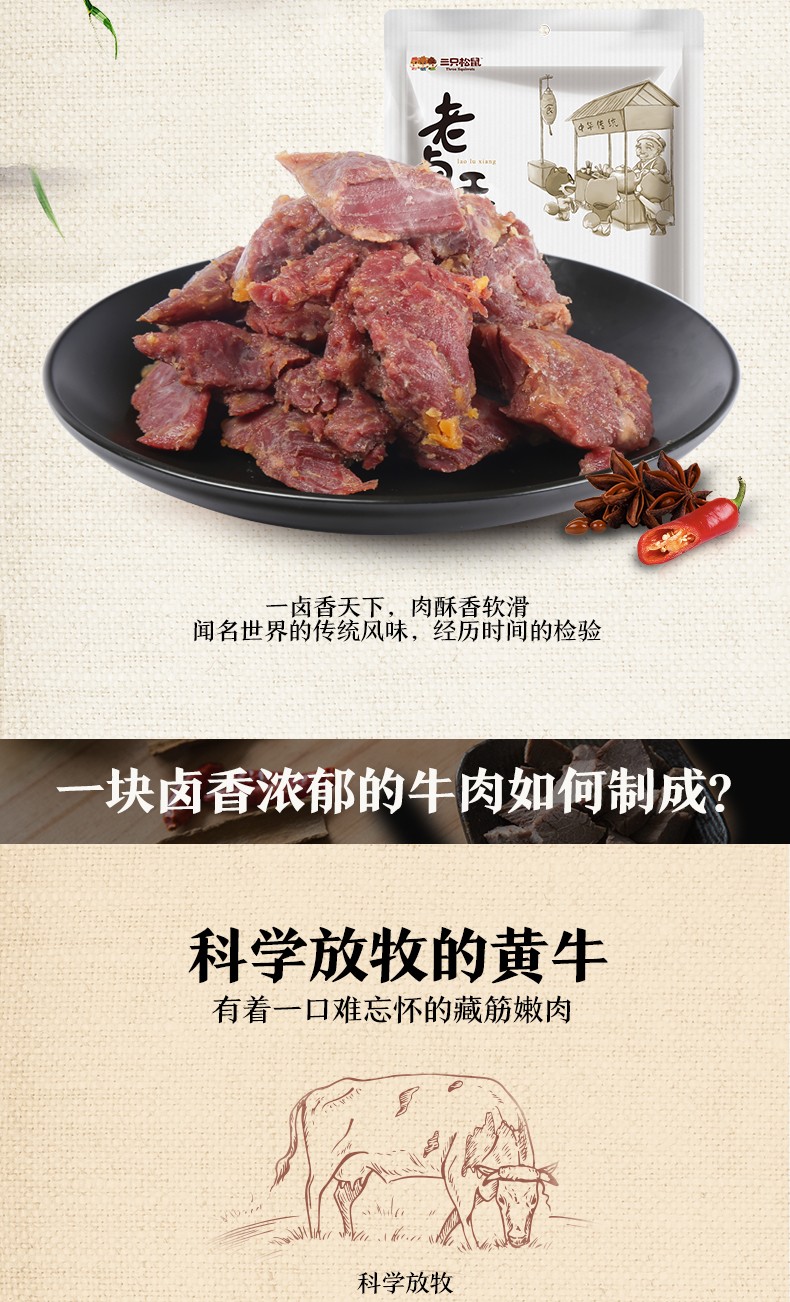 三只松鼠
Three Squirrels
老卤
lao lu xiang
中华传统
一卤香天下，肉酥香软滑
闻名世界的传统风味，经历时间的检验
一块卤香浓郁的牛肉如何制成?
科学放牧的黄牛
有着一口难忘怀的藏筋嫩肉
科学放牧